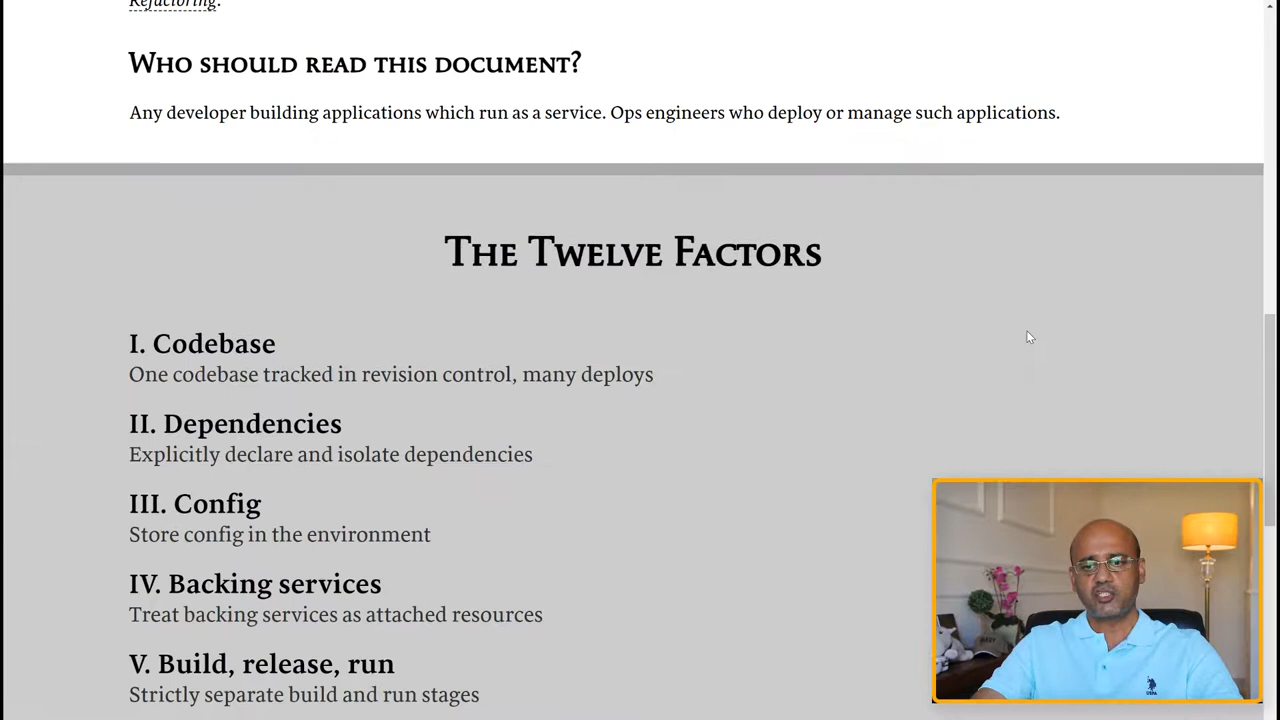 Refactoring.
Who should read this document?
Any developer building applications which run as a service. Ops engineers who deploy or manage such applications.
The Twelve Factors
I. Codebase
One codebase tracked in revision control, many deploys
II. Dependencies
Explicitly declare and isolate dependencies
III. Config
Store config in the environment
IV. Backing services
Treat backing services as attached resources
V. Build, release, run
Strictly separate build and run stages
USPA